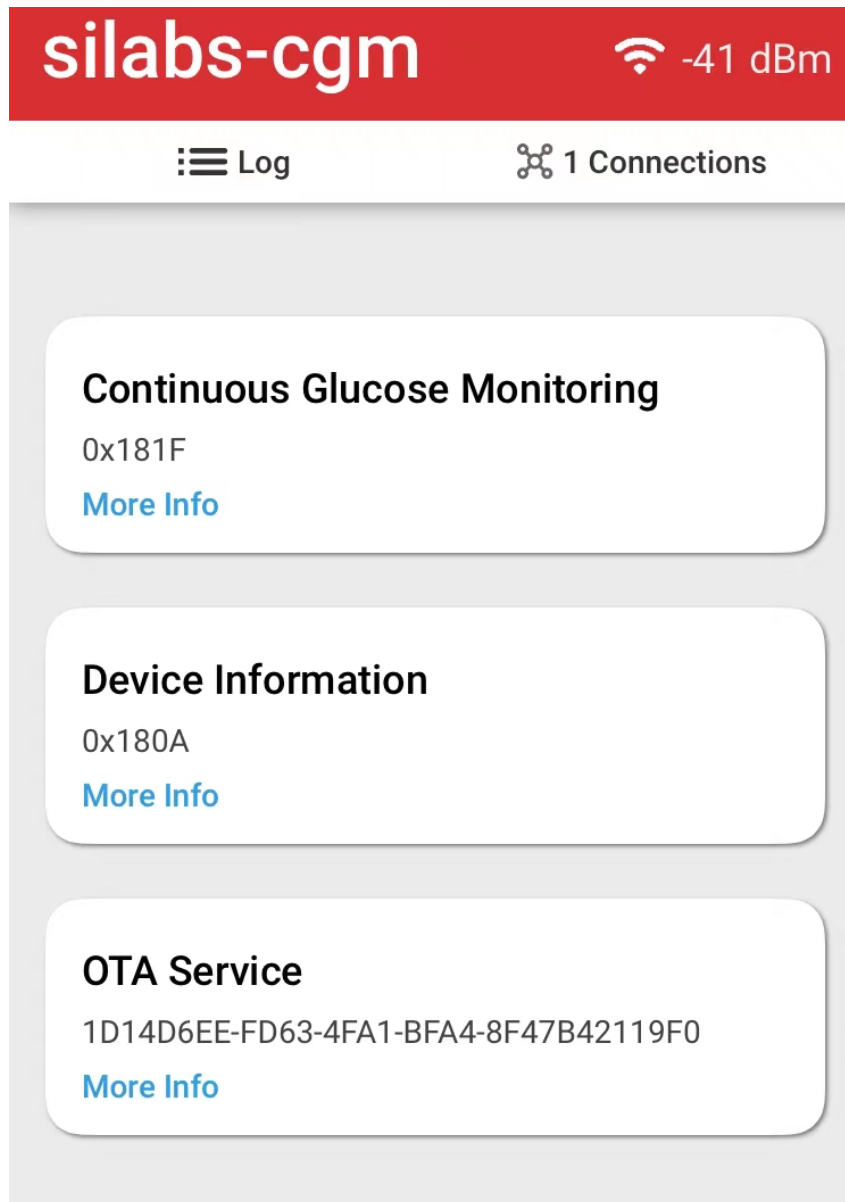 silabs-cgm
-41 dBm
Log
1 Connections
Continuous Glucose Monitoring
0x181F
More Info
Device Information
0x180A
More Info
OTA Service
1D14D6EE-FD63-4FA1-BFA4-8F47B42119F0
More Info